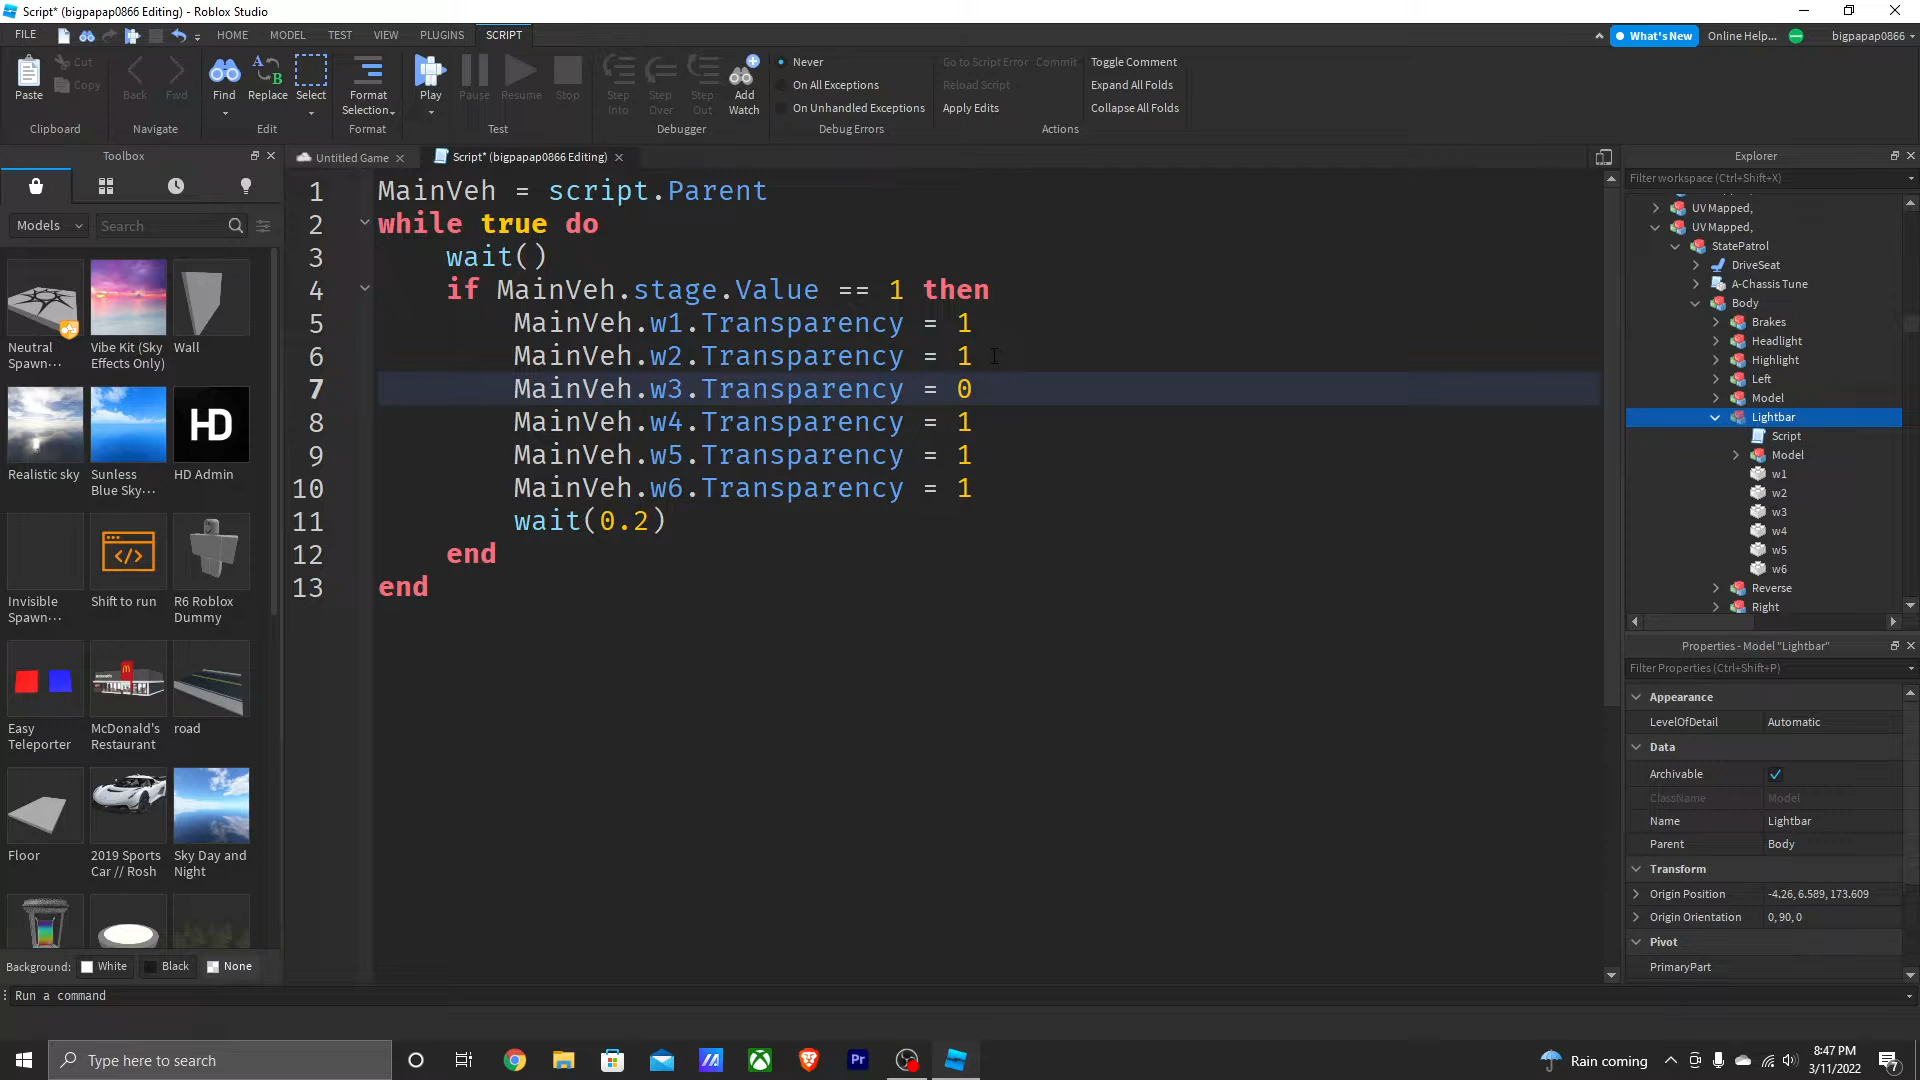 Script* (bigpapap0866 Editing) - Roblox Studio
FILE HOME MODEL TEST VIEW PLUGINS SCRIPT What's New Online Help... bigpapap0866
Paste Cut Copy Back Fwd Find Replace Select Format Selection Play Pause Resume Stop Step Into Step Over Step Out Add Watch
Never
On All Exceptions
On Unhandled Exceptions
Go to Script Error Commit
Reload Script
Apply Edits
Toggle Comment
Expand All Folds
Collapse All Folds
Clipboard Navigate Edit Format Test Debugger Debug Errors Actions
Toolbox
Untitled Game Script* (bigpapap0866 Editing)
Models Search
Neutral Spawn... Vibe Kit (Sky Effects Only) Wall
Realistic sky Sunless Blue Sky... HD HD Admin
Invisible Spawn... Shift to run R6 Roblox Dummy
Easy Teleporter McDonald's Restaurant road
Floor 2019 Sports Car // Rosh Sky Day and Night
Background: White Black None
1 MainVeh = script.Parent
2 while true do
3 wait()
4 if MainVeh.stage.Value == 1 then
5 MainVeh.w1.Transparency = 1
6 MainVeh.w2.Transparency = 1
7 MainVeh.w3.Transparency = 0
8 MainVeh.w4.Transparency = 1
9 MainVeh.w5.Transparency = 1
10 MainVeh.w6.Transparency = 1
11 wait(0.2)
12 end
13 end
Explorer
Filter workspace (Ctrl+Shift+X)
UV Mapped,
UV Mapped,
StatePatrol
DriveSeat
A-Chassis Tune
Body
Brakes
Headlight
Highlight
Left
Model
Lightbar
Script
Model
w1
w2
w3
w4
w5
w6
Reverse
Right
Properties - Model "Lightbar"
Filter Properties (Ctrl+Shift+P)
Appearance
LevelOfDetail Automatic
Data
Archivable
ClassName Model
Name Lightbar
Parent Body
Transform
Origin Position -4.26, 6.589, 173.609
Origin Orientation 0, 90, 0
Pivot
PrimaryPart
Run a command
Type here to search
Pr
Rain coming
8:47 PM
3/11/2022
7